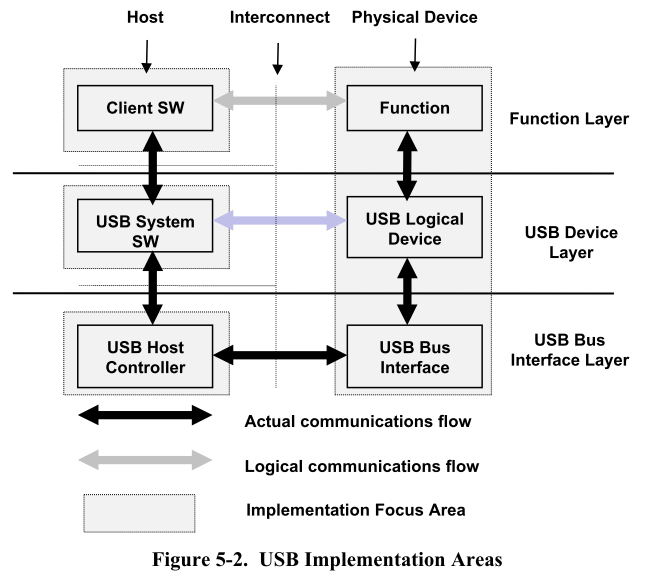 Host
Interconnect
Physical Device
Client SW
Function
Function Layer
USB System
SW
USB Logical
Device
USB Device
Layer
USB Host
Controller
USB Bus
Interface
USB Bus
Interface Layer
Actual communications flow
Logical communications flow
Implementation Focus Area
Figure 5-2. USB Implementation Areas